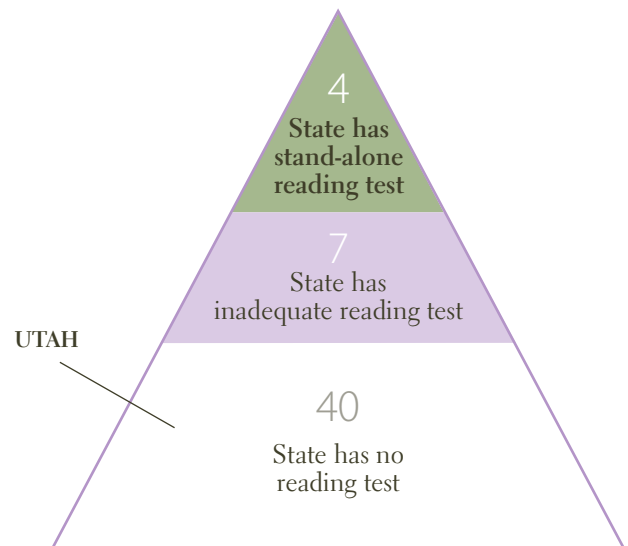 4
State has
stand-alone
reading test
7
State has
inadequate reading test
UTAH
40
State has no
reading test